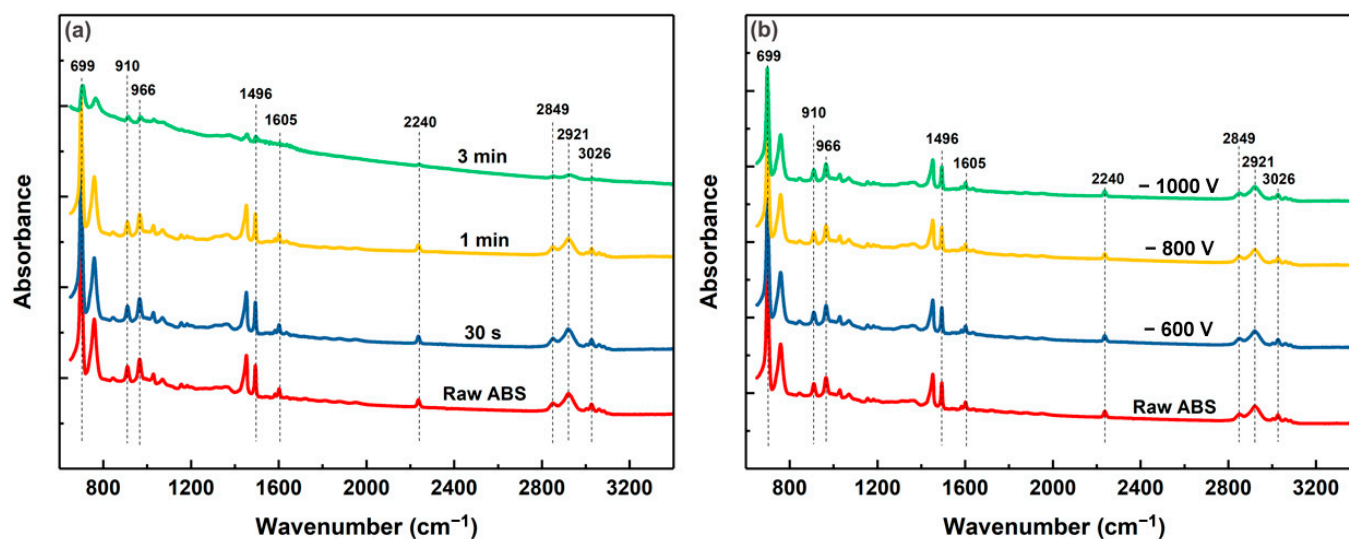 (a)
699
910
966
1496
1605
2240
2849
2921
3026
3 min
1 min
30 s
Raw ABS
Absorbance
800 1200 1600 2000 2400 2800 3200
Wavenumber (cm⁻¹)
(b)
699
910
966
1496
1605
2240
2849
2921
3026
− 1000 V
− 800 V
− 600 V
Raw ABS
Absorbance
800 1200 1600 2000 2400 2800 3200
Wavenumber (cm⁻¹)